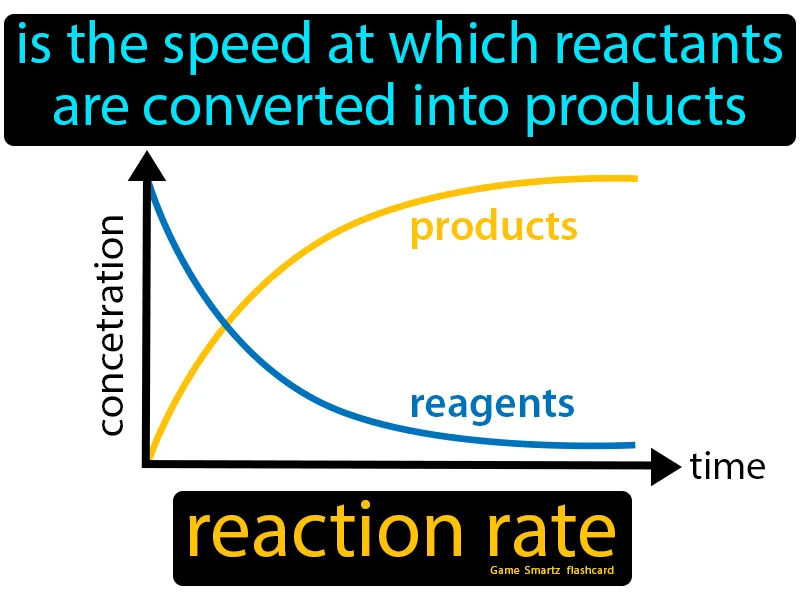 is the speed at which reactants
are converted into products
products
concetration
reagents
time
reaction rate
Game Smartz flashcard